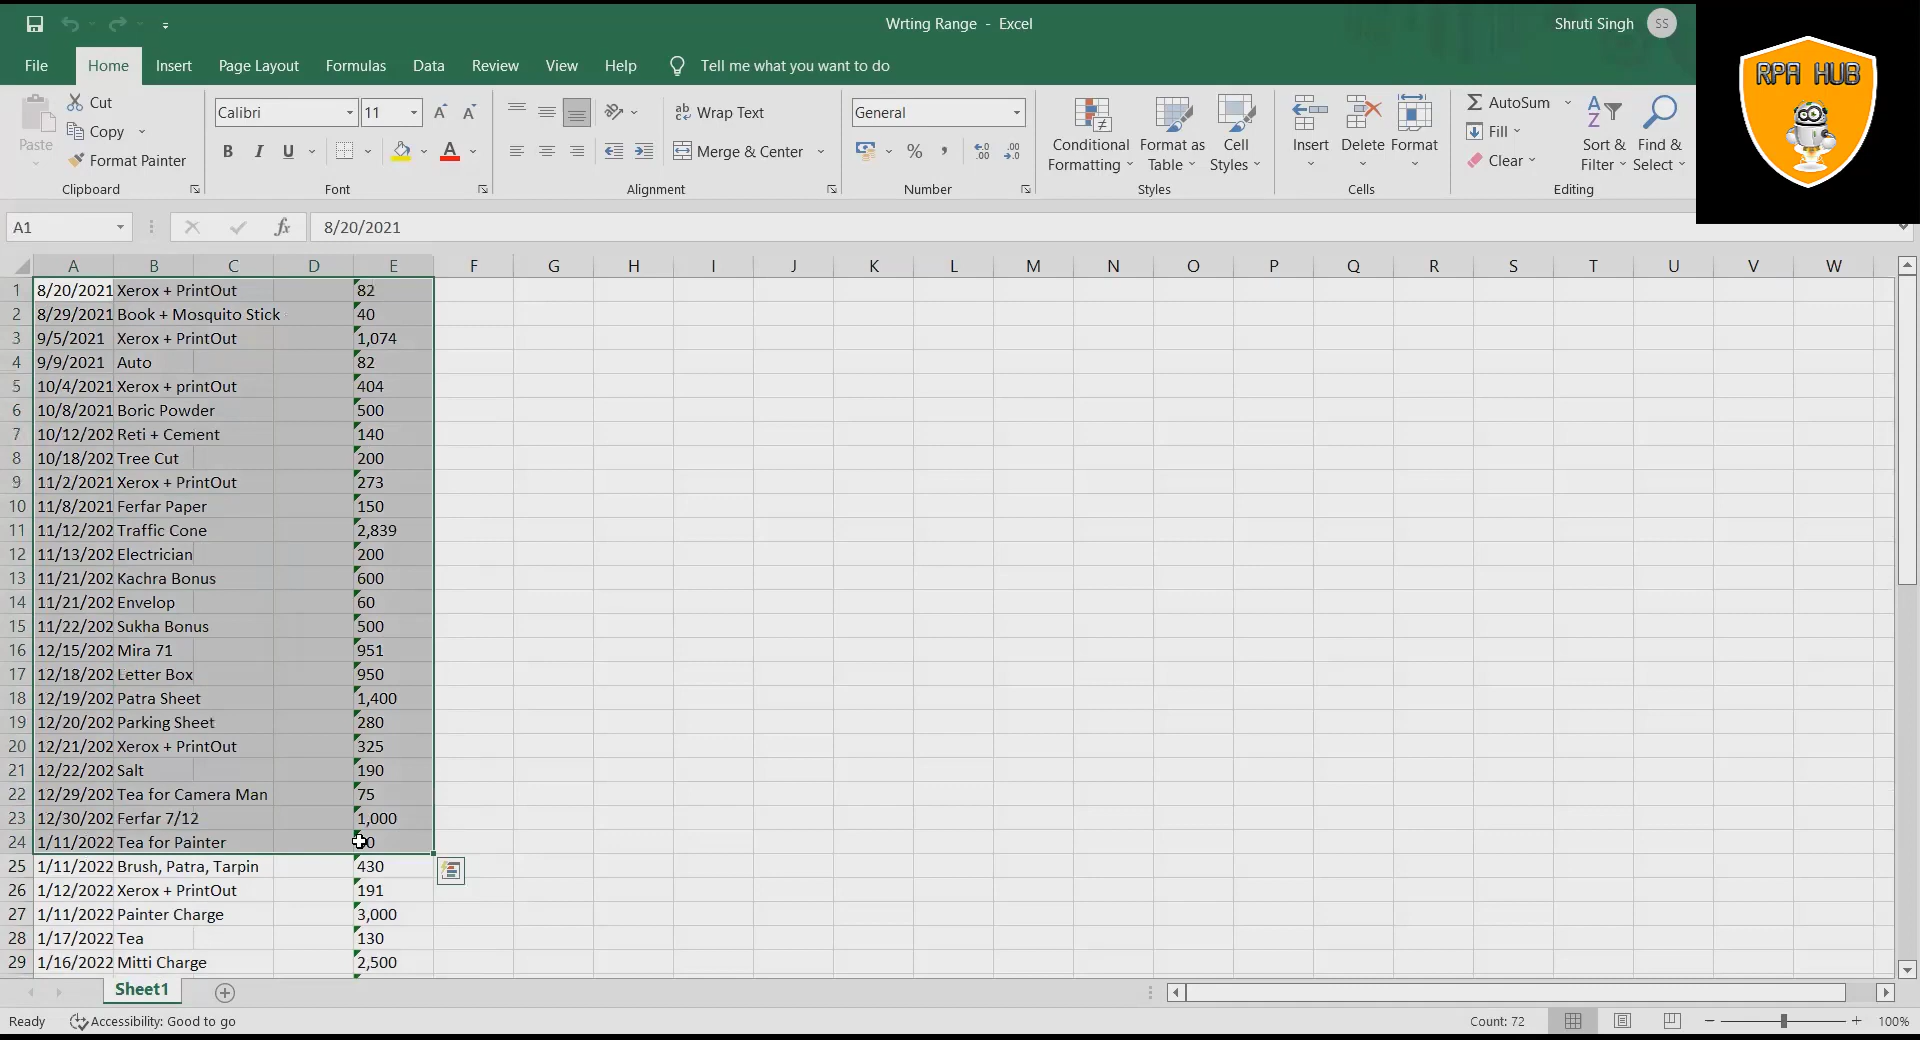 Wrting Range - Excel
Shruti Singh
SS
RPA HUB
File Home Insert Page Layout Formulas Data Review View Help Tell me what you want to do
Paste
Cut
Copy
Format Painter
Clipboard
Calibri
11
A A
B I U
A
Font
ab Wrap Text
Merge & Center
Alignment
General
%
,
Number
Conditional Formatting
Format as Table
Cell Styles
Styles
Insert
Delete
Format
Cells
AutoSum
Fill
Clear
Sort & Filter
Find & Select
Editing
A1
fx
8/20/2021
A B C D E F G H I J K L M N O P Q R S T U V W
1 8/20/2021 Xerox + PrintOut 82
2 8/29/2021 Book + Mosquito Stick 40
3 9/5/2021 Xerox + PrintOut 1,074
4 9/9/2021 Auto 82
5 10/4/2021 Xerox + printOut 404
6 10/8/2021 Boric Powder 500
7 10/12/202 Reti + Cement 140
8 10/18/202 Tree Cut 200
9 11/2/2021 Xerox + PrintOut 273
10 11/8/2021 Ferfar Paper 150
11 11/12/202 Traffic Cone 2,839
12 11/13/202 Electrician 200
13 11/21/202 Kachra Bonus 600
14 11/21/202 Envelop 60
15 11/22/202 Sukha Bonus 500
16 12/15/202 Mira 71 951
17 12/18/202 Letter Box 950
18 12/19/202 Patra Sheet 1,400
19 12/20/202 Parking Sheet 280
20 12/21/202 Xerox + PrintOut 325
21 12/22/202 Salt 190
22 12/29/202 Tea for Camera Man 75
23 12/30/202 Ferfar 7/12 1,000
24 1/11/2022 Tea for Painter
25 1/11/2022 Brush, Patra, Tarpin 430
26 1/12/2022 Xerox + PrintOut 191
27 1/11/2022 Painter Charge 3,000
28 1/17/2022 Tea 130
29 1/16/2022 Mitti Charge 2,500
Sheet1
Ready
Accessibility: Good to go
Count: 72
100%